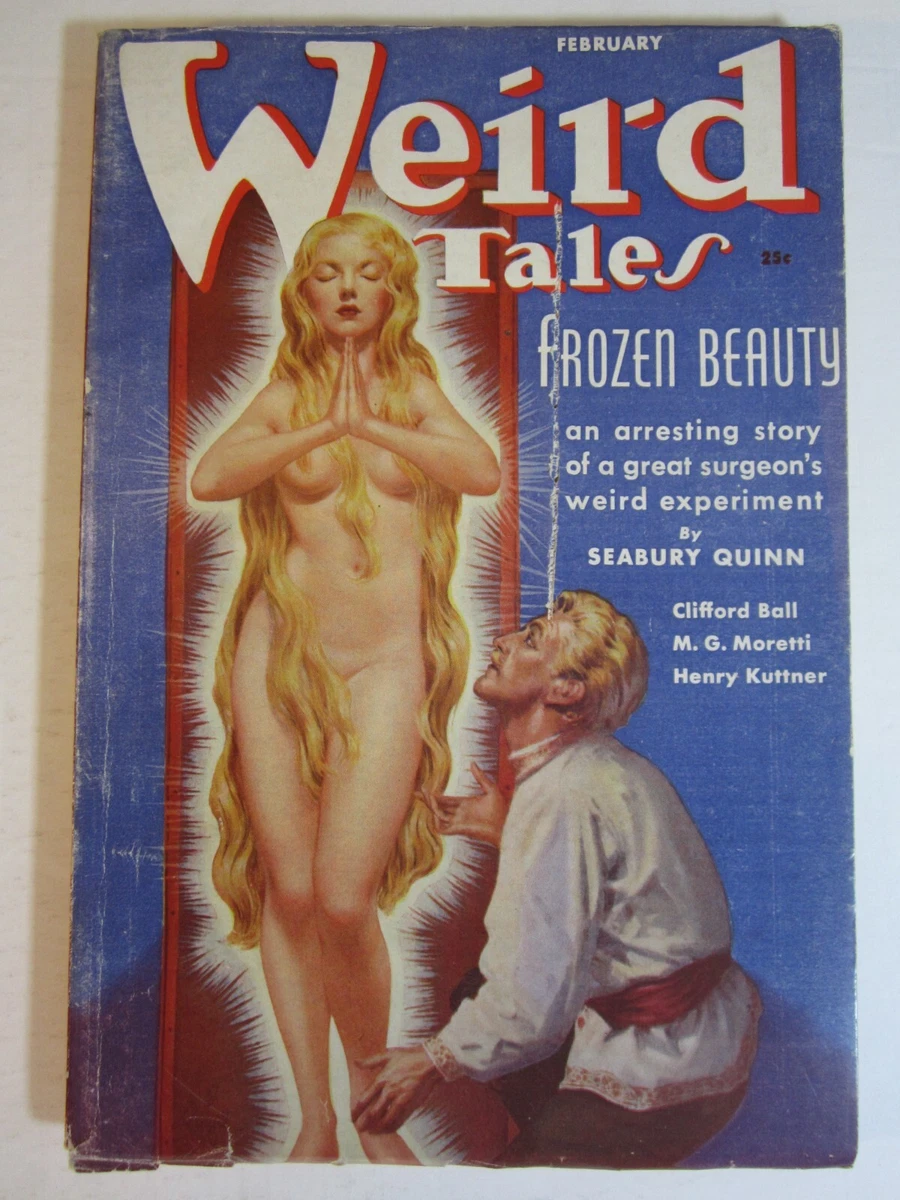 FEBRUARY
Weird
Tales
25¢
FROZEN BEAUTY
an arresting story
of a great surgeon's
weird experiment
By
SEABURY QUINN
Clifford Ball
M. G. Moretti
Henry Kuttner